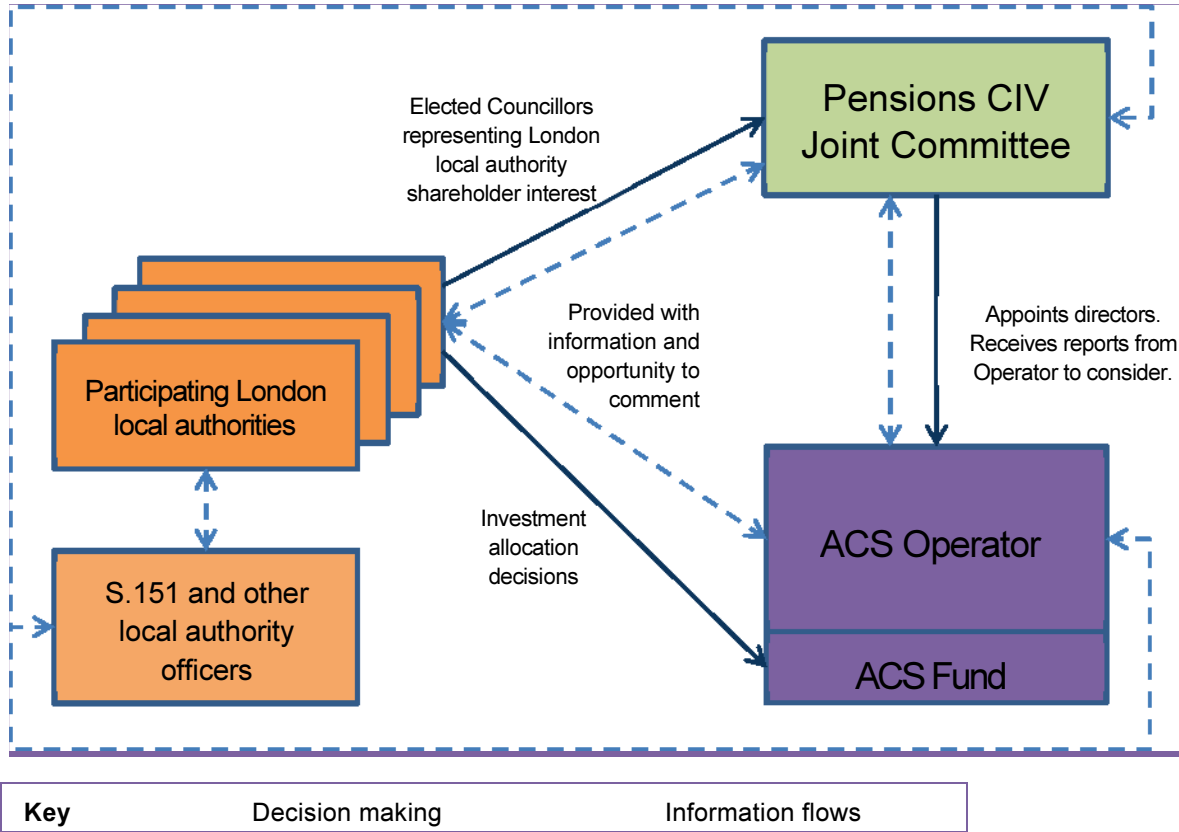 Pensions CIV
Joint Committee
Elected Councillors
representing London
local authority
shareholder interest
Provided with
information and
opportunity to
comment
Appoints directors.
Receives reports from
Operator to consider.
Participating London
local authorities
Investment
allocation
decisions
ACS Operator
S.151 and other
local authority
officers
ACS Fund
Key Decision making Information flows